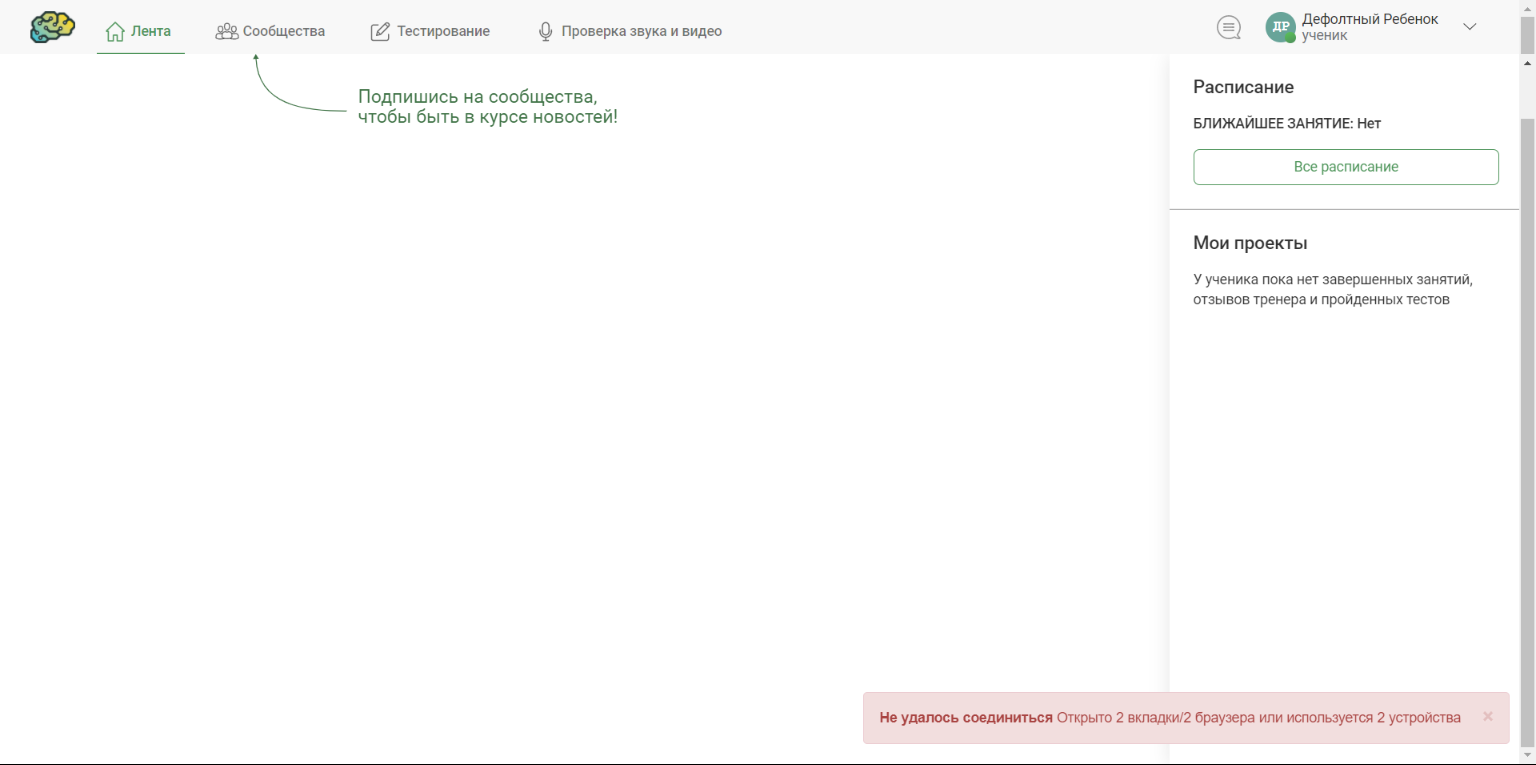 Лента
Сообщества
Тестирование
Проверка звука и видео
ДР
Дефолтный Ребенок
ученик
Подпишись на сообщества,
чтобы быть в курсе новостей!
Расписание
БЛИЖАЙШЕЕ ЗАНЯТИЕ: Нет
Все расписание
Мои проекты
У ученика пока нет завершенных занятий,
отзывов тренера и пройденных тестов
Не удалось соединиться Открыто 2 вкладки/2 браузера или используется 2 устройства ×